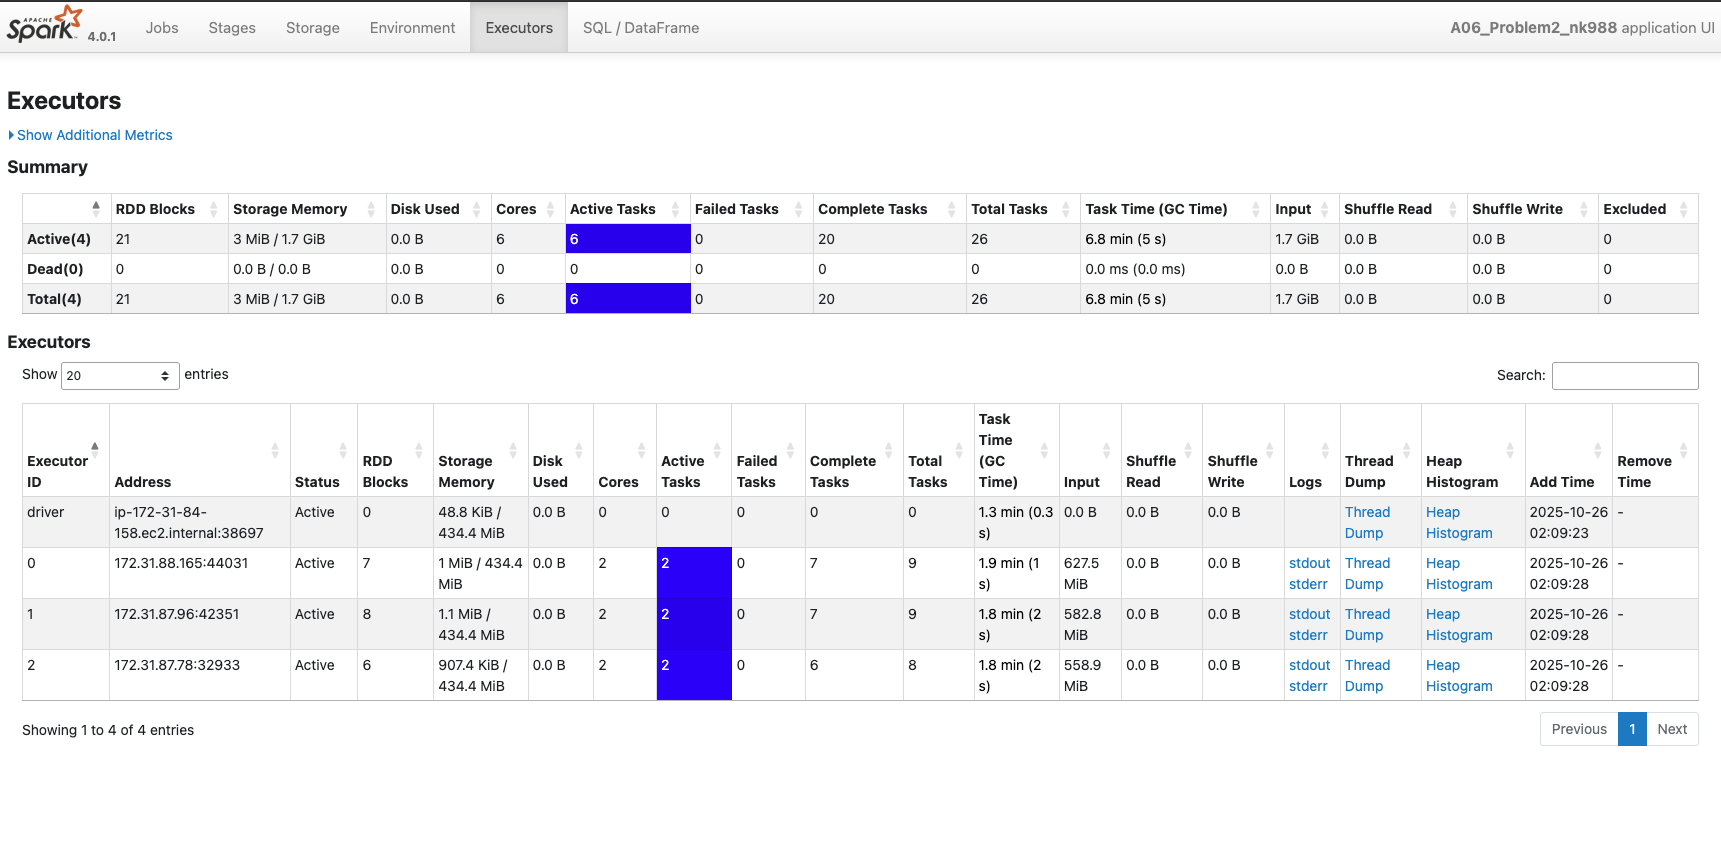 APACHE
Spark 4.0.1 Jobs Stages Storage Environment Executors SQL / DataFrame A06_Problem2_nk988 application UI
Executors
Show Additional Metrics
Summary
RDD Blocks Storage Memory Disk Used Cores Active Tasks Failed Tasks Complete Tasks Total Tasks Task Time (GC Time) Input Shuffle Read Shuffle Write Excluded
Active(4) 21 3 MiB / 1.7 GiB 0.0 B 6 6 0 20 26 6.8 min (5 s) 1.7 GiB 0.0 B 0.0 B 0
Dead(0) 0 0.0 B / 0.0 B 0.0 B 0 0 0 0 0 0.0 ms (0.0 ms) 0.0 B 0.0 B 0.0 B 0
Total(4) 21 3 MiB / 1.7 GiB 0.0 B 6 6 0 20 26 6.8 min (5 s) 1.7 GiB 0.0 B 0.0 B 0
Executors
Show 20 entries Search:
Task
Time
Executor RDD Storage Disk Active Failed Complete Total (GC Shuffle Shuffle Thread Heap Remove
ID Address Status Blocks Memory Used Cores Tasks Tasks Tasks Tasks Time) Input Read Write Logs Dump Histogram Add Time Time
driver ip-172-31-84- Active 0 48.8 KiB / 0.0 B 0 0 0 0 0 1.3 min (0.3 0.0 B 0.0 B 0.0 B Thread Heap 2025-10-26 -
158.ec2.internal:38697 434.4 MiB s) Dump Histogram 02:09:23
0 172.31.88.165:44031 Active 7 1 MiB / 434.4 0.0 B 2 2 0 7 9 1.9 min (1 627.5 0.0 B 0.0 B stdout Thread Heap 2025-10-26 -
MiB s) MiB stderr Dump Histogram 02:09:28
1 172.31.87.96:42351 Active 8 1.1 MiB / 0.0 B 2 2 0 7 9 1.8 min (2 582.8 0.0 B 0.0 B stdout Thread Heap 2025-10-26 -
434.4 MiB s) MiB stderr Dump Histogram 02:09:28
2 172.31.87.78:32933 Active 6 907.4 KiB / 0.0 B 2 2 0 6 8 1.8 min (2 558.9 0.0 B 0.0 B stdout Thread Heap 2025-10-26 -
434.4 MiB s) MiB stderr Dump Histogram 02:09:28
Showing 1 to 4 of 4 entries Previous 1 Next